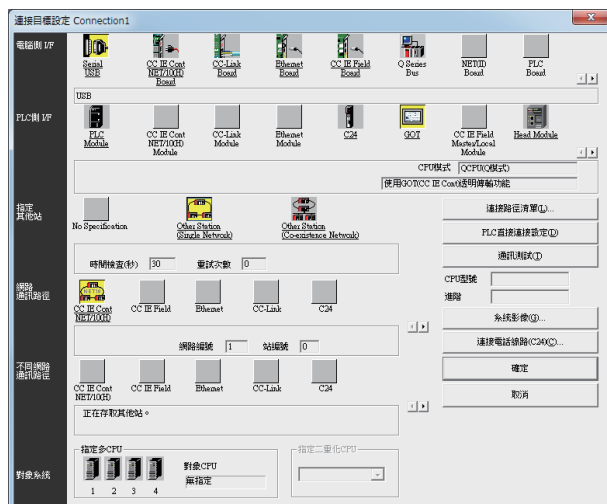 連接目標設定 Connection1
電腦側 I/F
Serial
USB
CC IE Cont
NET/10(H)
Board
CC-Link
Board
Ethernet
Board
CC IE Field
Board
Q Series
Bus
NET(II)
Board
PLC
Board
USB
PLC側 I/F
PLC
Module
CC IE Cont
NET/10(H)
Module
CC-Link
Module
Ethernet
Module
C24
GOT
CC IE Field
Master/Local
Module
Head Module
CPU模式 QCPU(Q模式)
使用GOT(CC IE Cont)透明傳輸功能
指定
其他站
No Specification
Other Station
(Single Network)
Other Station
(Co-existence Network)
時間檢查(秒) 30 重試次數 0
連接路徑清單(L)...
PLC直接連接設定(D)
通訊測試(T)
CPU型號
進階
系統影像(G)...
連接電話線路(C24)(C)...
確定
取消
網路
通訊路徑
CC IE Cont
NET/10(H)
CC IE Field
Ethernet
CC-Link
C24
網路編號 1 站編號 0
不同網路
通訊路徑
CC IE Cont
NET/10(H)
CC IE Field
Ethernet
CC-Link
C24
正在存取其他站。
對象系統
指定多CPU
1 2 3 4
對象CPU
無指定
指定二重化CPU